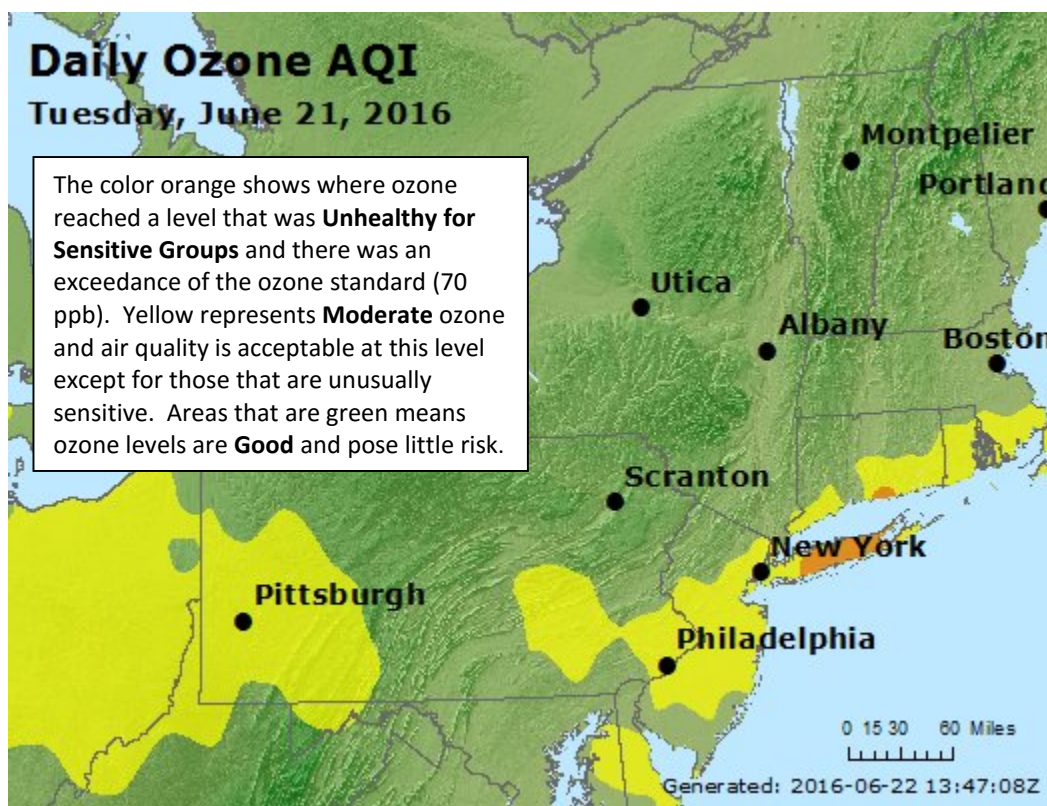 Daily Ozone AQI
Tuesday, June 21, 2016
The color orange shows where ozone
reached a level that was Unhealthy for
Sensitive Groups and there was an
exceedance of the ozone standard (70
ppb). Yellow represents Moderate ozone
and air quality is acceptable at this level
except for those that are unusually
sensitive. Areas that are green means
ozone levels are Good and pose little risk.
Montpelier
Portland
Utica
Albany
Boston
Scranton
New York
Pittsburgh
Philadelphia
0 15 30 60 Miles
Generated: 2016-06-22 13:47:08Z